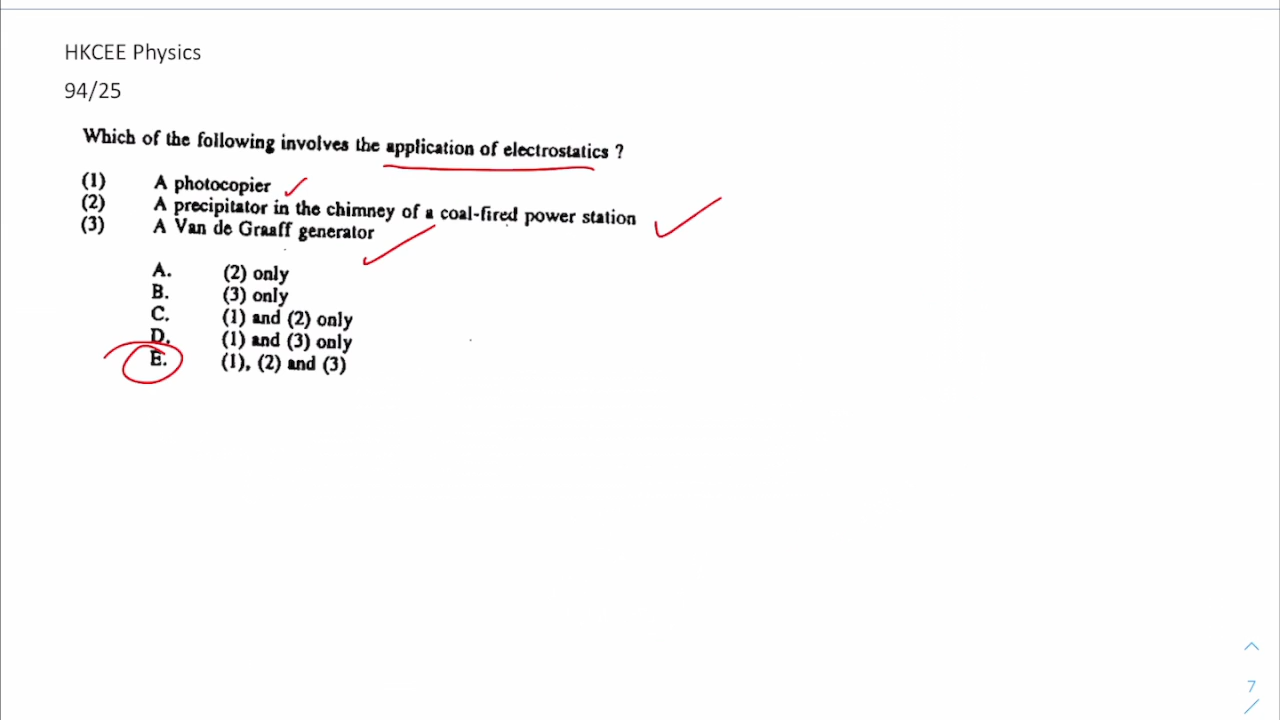 HKCEE Physics
94/25
Which of the following involves the application of electrostatics ?
(1) A photocopier
(2) A precipitator in the chimney of a coal-fired power station
(3) A Van de Graaff generator
A. (2) only
B. (3) only
C. (1) and (2) only
D. (1) and (3) only
E. (1), (2) and (3)
7